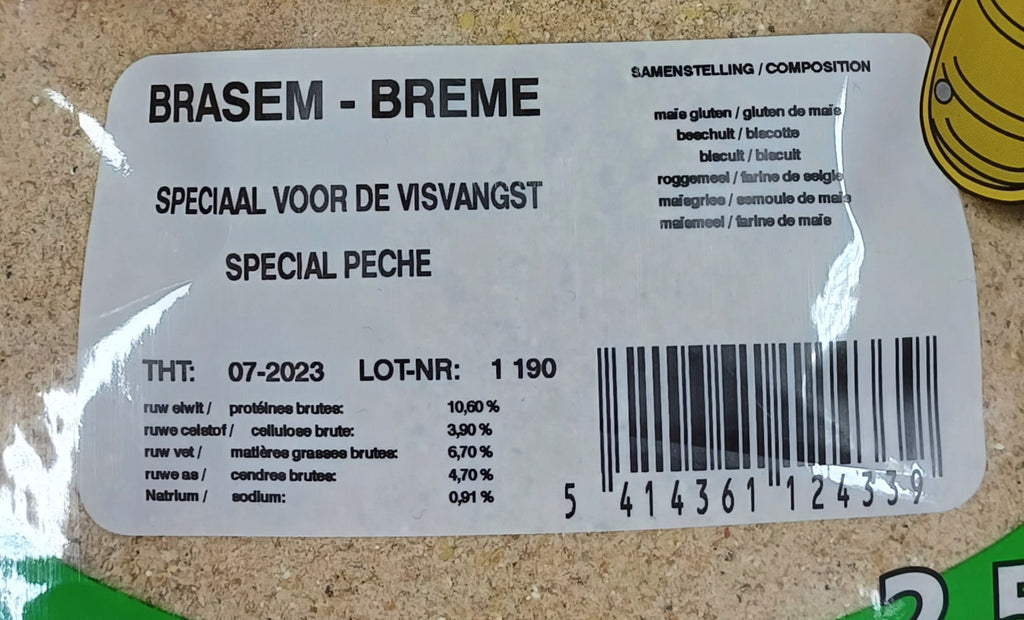 BRASEM - BREME
SPECIAAL VOOR DE VISVANGST
SPECIAL PECHE
SAMENSTELLING / COMPOSITION
maïs gluten / gluten de maïs
beschuit / biscotte
biscuit / biscuit
roggemeel / farine de seigle
maïsgries / semoule de maïs
maïsmeel / farine de maïs
THT: 07-2023 LOT-NR: 1 190
ruw eiwit / protéines brutes: 10,60 %
ruwe celstof / cellulose brute: 3,90 %
ruw vet / matières grasses brutes: 6,70 %
ruwe as / cendres brutes: 4,70 %
Natrium / sodium: 0,91 %
5 414361 124339
2 5